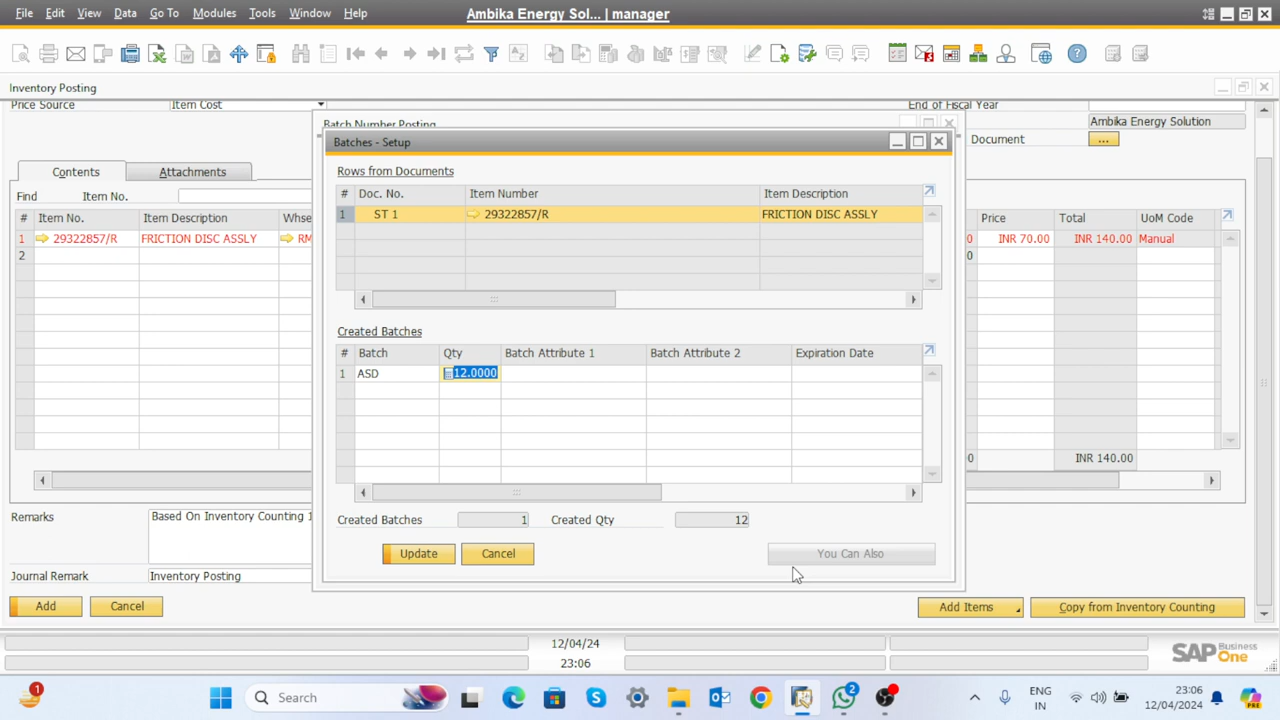 File Edit View Data Go To Modules Tools Window Help Ambika Energy Sol... | manager
Inventory Posting
Price Source Item Cost End of Fiscal Year
Batch Number Posting Ambika Energy Solution
Document ...
Batches - Setup
Contents Attachments Rows from Documents
Find Item No. # Doc. No. Item Number Item Description
# Item No. Item Description Whse 1 ST 1 29322857/R FRICTION DISC ASSLY Price Total UoM Code
1 29322857/R FRICTION DISC ASSLY RM 0 INR 70.00 INR 140.00 Manual
2 0
Created Batches
# Batch Qty Batch Attribute 1 Batch Attribute 2 Expiration Date
1 ASD 12.0000
0 INR 140.00
Remarks Based On Inventory Counting 1 Created Batches 1 Created Qty 12
Update Cancel You Can Also
Journal Remark Inventory Posting
Add Cancel Add Items Copy from Inventory Counting
12/04/24
23:06
SAP Business One
1 Search 2 ENG IN 23:06 12/04/2024 PRE